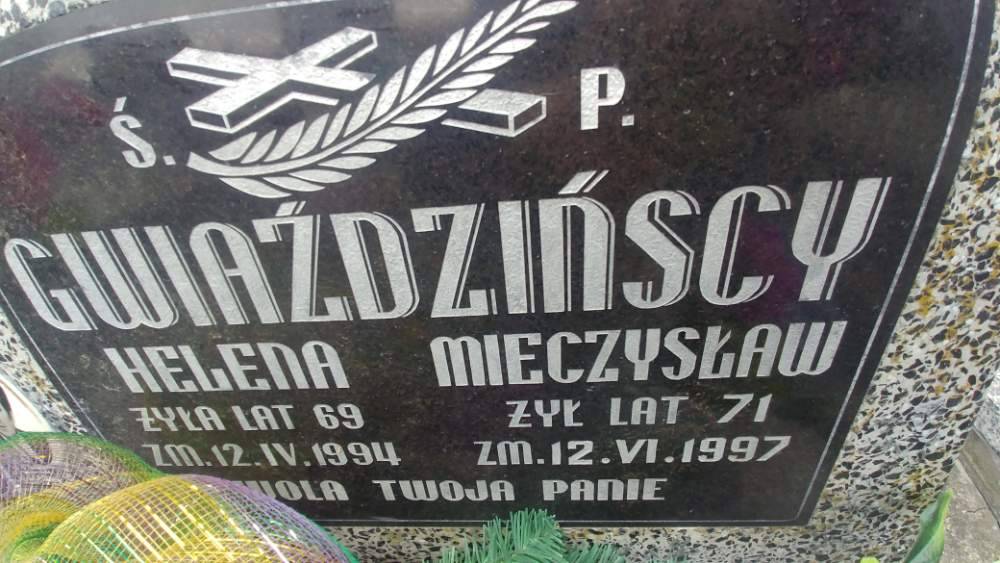 Ś. P.
GWIAŹDZIŃSCY
HELENA MIECZYSŁAW
ŻYŁA LAT 69 ŻYŁ LAT 71
ZM.12.IV.1994 ZM.12.VI.1997
WOLA TWOJA PANIE